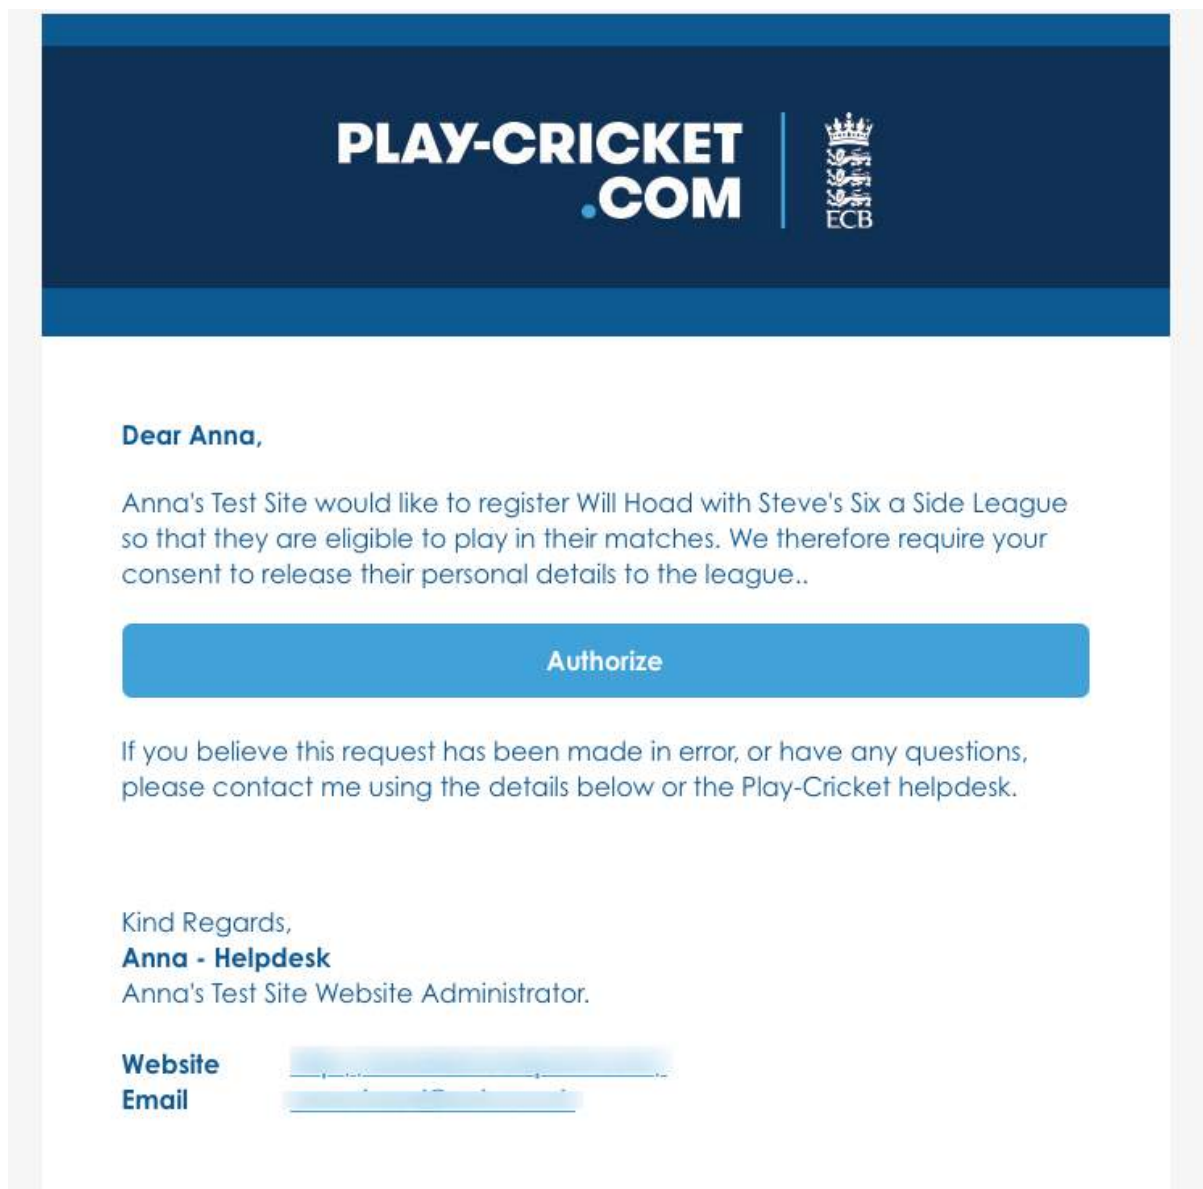 PLAY-CRICKET
.COM
ECB
Dear Anna,
Anna's Test Site would like to register Will Hoad with Steve's Six a Side League
so that they are eligible to play in their matches. We therefore require your
consent to release their personal details to the league..
Authorize
If you believe this request has been made in error, or have any questions,
please contact me using the details below or the Play-Cricket helpdesk.
Kind Regards,
Anna - Helpdesk
Anna's Test Site Website Administrator.
Website
Email